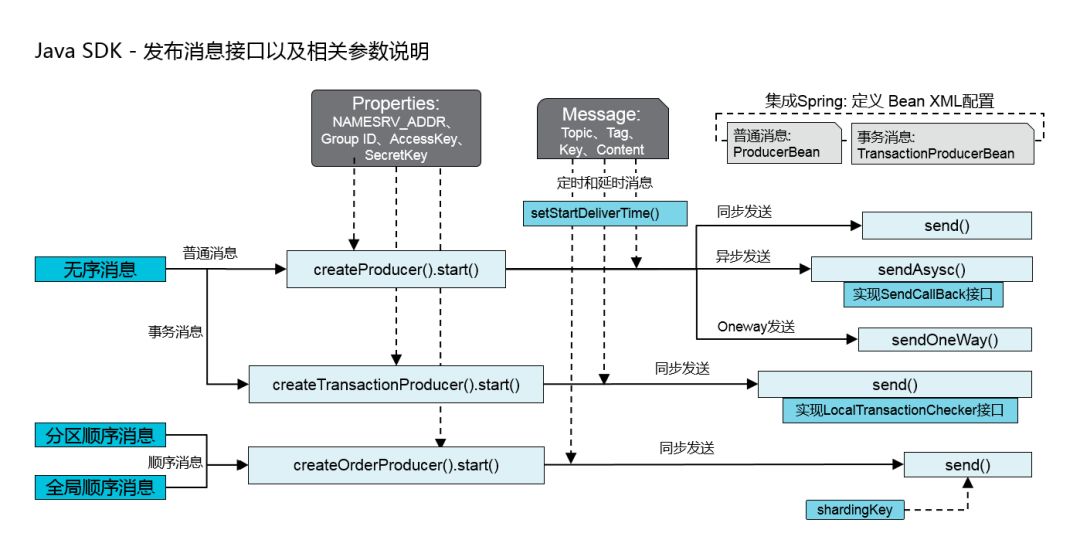 Java SDK - 发布消息接口以及相关参数说明
Properties:
NAMESRV_ADDR、
Group ID、AccessKey、
SecretKey
Message:
Topic、Tag、
Key、Content
集成Spring: 定义 Bean XML配置
普通消息:
ProducerBean
事务消息:
TransactionProducerBean
定时和延时消息
setStartDeliverTime()
同步发送
send()
无序消息
普通消息
createProducer().start()
异步发送
sendAsysc()
实现SendCallBack接口
Oneway发送
sendOneWay()
事务消息
createTransactionProducer().start()
同步发送
send()
实现LocalTransactionChecker接口
分区顺序消息
顺序消息
全局顺序消息
createOrderProducer().start()
同步发送
send()
shardingKey